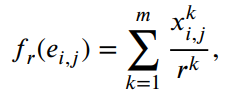 $f_r(e_{i,j}) = \sum_{k=1}^{m} \frac{x_{i,j}^{k}}{r^k},$